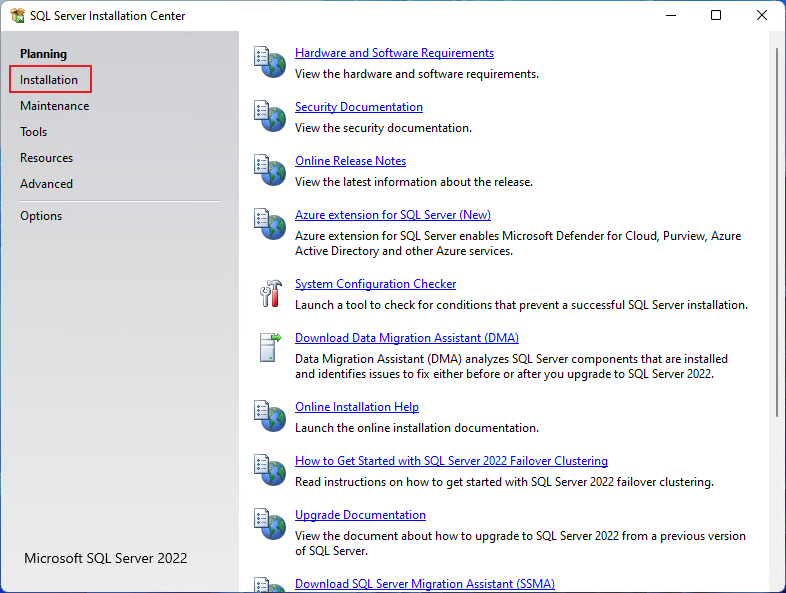 SQL Server Installation Center
Planning
Installation
Maintenance
Tools
Resources
Advanced
Options
Microsoft SQL Server 2022
Hardware and Software Requirements
View the hardware and software requirements.
Security Documentation
View the security documentation.
Online Release Notes
View the latest information about the release.
Azure extension for SQL Server (New)
Azure extension for SQL Server enables Microsoft Defender for Cloud, Purview, Azure
Active Directory and other Azure services.
System Configuration Checker
Launch a tool to check for conditions that prevent a successful SQL Server installation.
Download Data Migration Assistant (DMA)
Data Migration Assistant (DMA) analyzes SQL Server components that are installed
and identifies issues to fix either before or after you upgrade to SQL Server 2022.
Online Installation Help
Launch the online installation documentation.
How to Get Started with SQL Server 2022 Failover Clustering
Read instructions on how to get started with SQL Server 2022 failover clustering.
Upgrade Documentation
View the document about how to upgrade to SQL Server 2022 from a previous version
of SQL Server.
Download SQL Server Migration Assistant (SSMA)